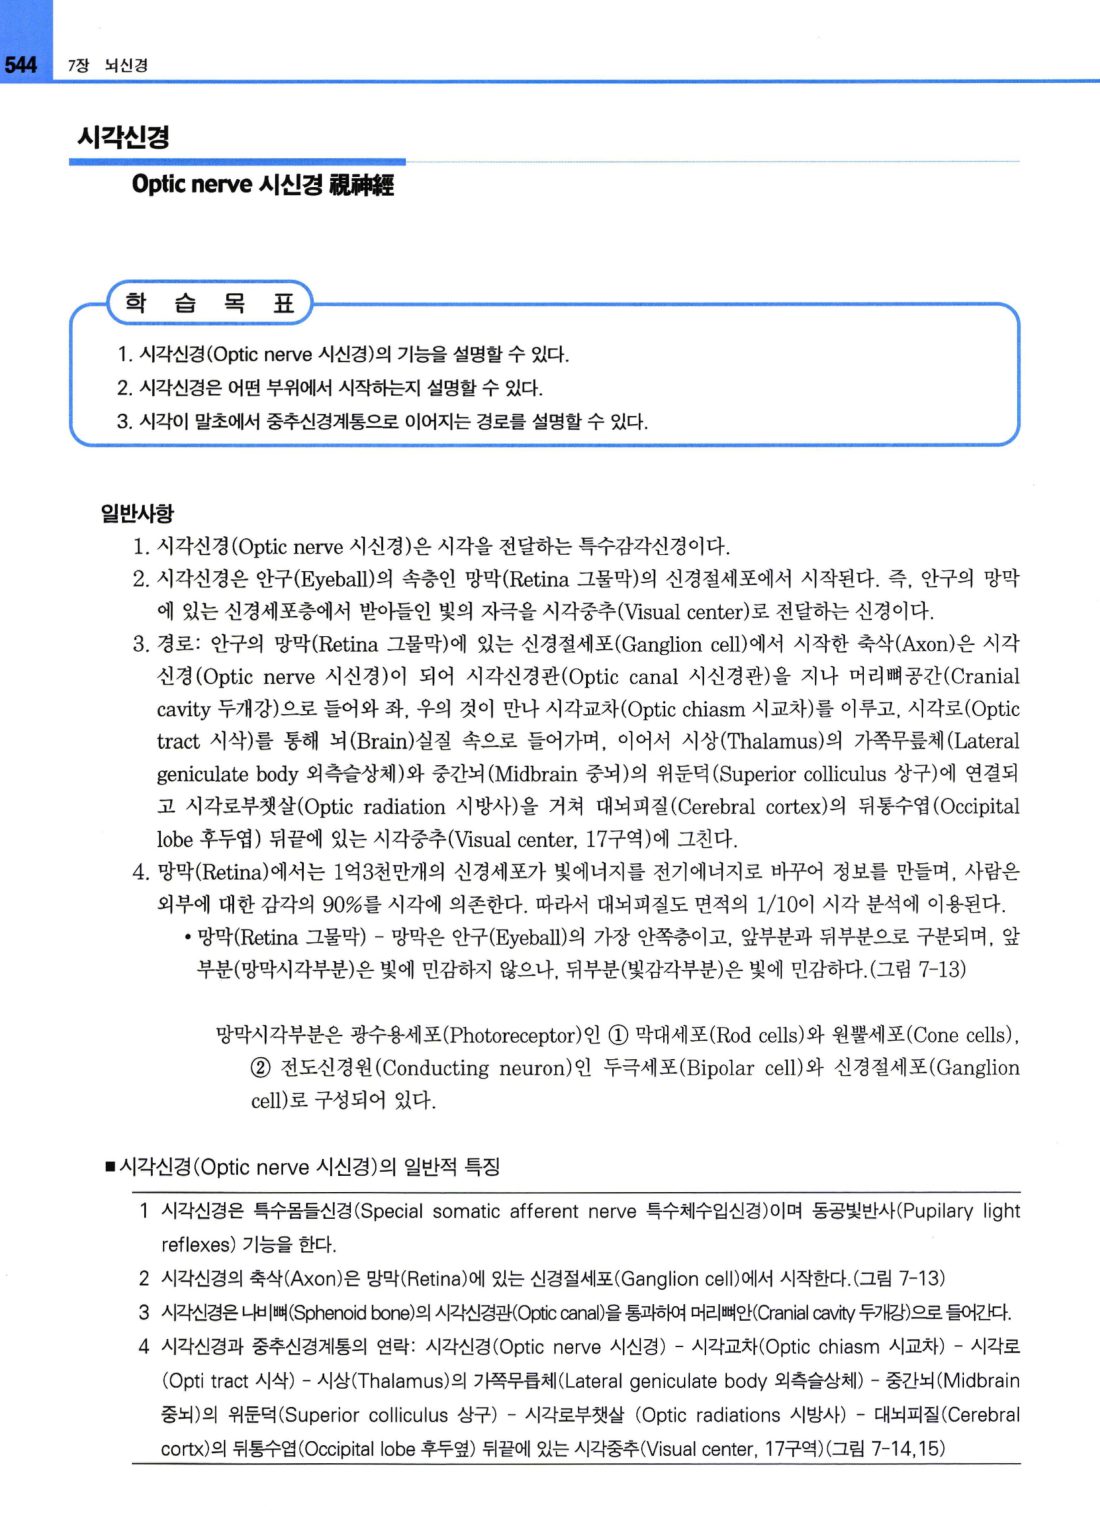 544 7장 뇌신경
시각신경
Optic nerve 시신경 視神經
학 습 목 표
1. 시각신경(Optic nerve 시신경)의 기능을 설명할 수 있다.
2. 시각신경은 어떤 부위에서 시작하는지 설명할 수 있다.
3. 시각이 말초에서 중추신경계통으로 이어지는 경로를 설명할 수 있다.
일반사항
1. 시각신경(Optic nerve 시신경)은 시각을 전달하는 특수감각신경이다.
2. 시각신경은 안구(Eyeball)의 속층인 망막(Retina 그물막)의 신경절세포에서 시작된다. 즉, 안구의 망막
에 있는 신경세포층에서 받아들인 빛의 자극을 시각중추(Visual center)로 전달하는 신경이다.
3. 경로: 안구의 망막(Retina 그물막)에 있는 신경절세포(Ganglion cell)에서 시작한 축삭(Axon)은 시각
신경(Optic nerve 시신경)이 되어 시각신경관(Optic canal 시신경관)을 지나 머리뼈공간(Cranial
cavity 두개강)으로 들어와 좌, 우의 것이 만나 시각교차(Optic chiasm 시교차)를 이루고, 시각로(Optic
tract 시삭)를 통해 뇌(Brain)실질 속으로 들어가며, 이어서 시상(Thalamus)의 가쪽무릎체(Lateral
geniculate body 외측슬상체)와 중간뇌(Midbrain 중뇌)의 위둔덕(Superior colliculus 상구)에 연결되
고 시각로부챗살(Optic radiation 시방사)을 거쳐 대뇌피질(Cerebral cortex)의 뒤통수엽(Occipital
lobe 후두엽) 뒤끝에 있는 시각중추(Visual center, 17구역)에 그친다.
4. 망막(Retina)에서는 1억3천만개의 신경세포가 빛에너지를 전기에너지로 바꾸어 정보를 만들며, 사람은
외부에 대한 감각의 90%를 시각에 의존한다. 따라서 대뇌피질도 면적의 1/10이 시각 분석에 이용된다.
• 망막(Retina 그물막) - 망막은 안구(Eyeball)의 가장 안쪽층이고, 앞부분과 뒤부분으로 구분되며, 앞
부분(망막시각부분)은 빛에 민감하지 않으나, 뒤부분(빛감각부분)은 빛에 민감하다.(그림 7-13)
망막시각부분은 광수용세포(Photoreceptor)인 ① 막대세포(Rod cells)와 원뿔세포(Cone cells),
② 전도신경원(Conducting neuron)인 두극세포(Bipolar cell)와 신경절세포(Ganglion
cell)로 구성되어 있다.
■ 시각신경(Optic nerve 시신경)의 일반적 특징
1 시각신경은 특수몸들신경(Special somatic afferent nerve 특수체수입신경)이며 동공빛반사(Pupilary light
reflexes) 기능을 한다.
2 시각신경의 축삭(Axon)은 망막(Retina)에 있는 신경절세포(Ganglion cell)에서 시작한다.(그림 7-13)
3 시각신경은 나비뼈(Sphenoid bone)의 시각신경관(Optic canal)을 통과하여 머리뼈안(Cranial cavity 두개강)으로 들어간다.
4 시각신경과 중추신경계통의 연락: 시각신경(Optic nerve 시신경) - 시각교차(Optic chiasm 시교차) - 시각로
(Opti tract 시삭) - 시상(Thalamus)의 가쪽무릅체(Lateral geniculate body 외측슬상체) - 중간뇌(Midbrain
중뇌)의 위둔덕(Superior colliculus 상구) - 시각로부챗살 (Optic radiations 시방사) - 대뇌피질(Cerebral
cortx)의 뒤통수엽(Occipital lobe 후두옆) 뒤끝에 있는 시각중추(Visual center, 17구역)(그림 7-14,15)